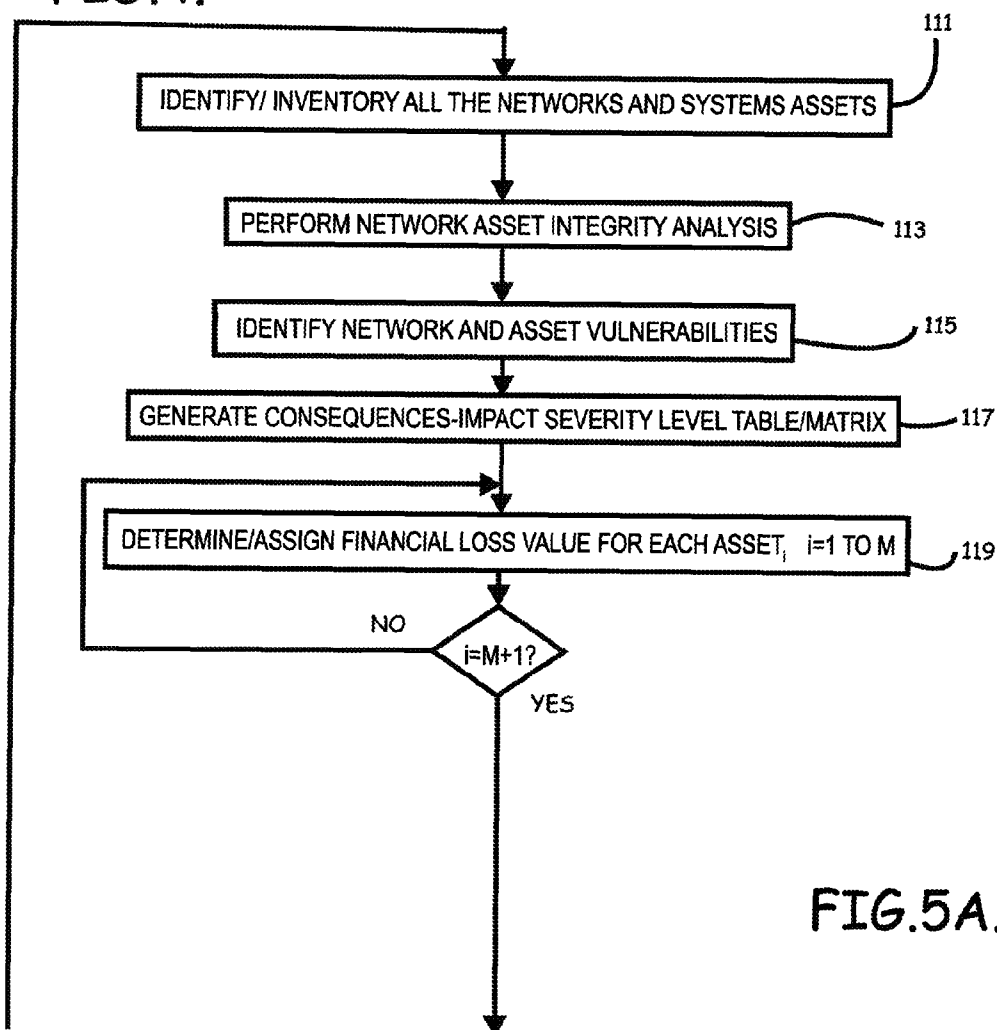 111
IDENTIFY/ INVENTORY ALL THE NETWORKS AND SYSTEMS ASSETS
PERFORM NETWORK ASSET INTEGRITY ANALYSIS
113
IDENTIFY NETWORK AND ASSET VULNERABILITIES
115
GENERATE CONSEQUENCES-IMPACT SEVERITY LEVEL TABLE/MATRIX
117
DETERMINE/ASSIGN FINANCIAL LOSS VALUE FOR EACH ASSETi i=1 TO M
119
NO
i=M+1?
YES
FIG.5A.